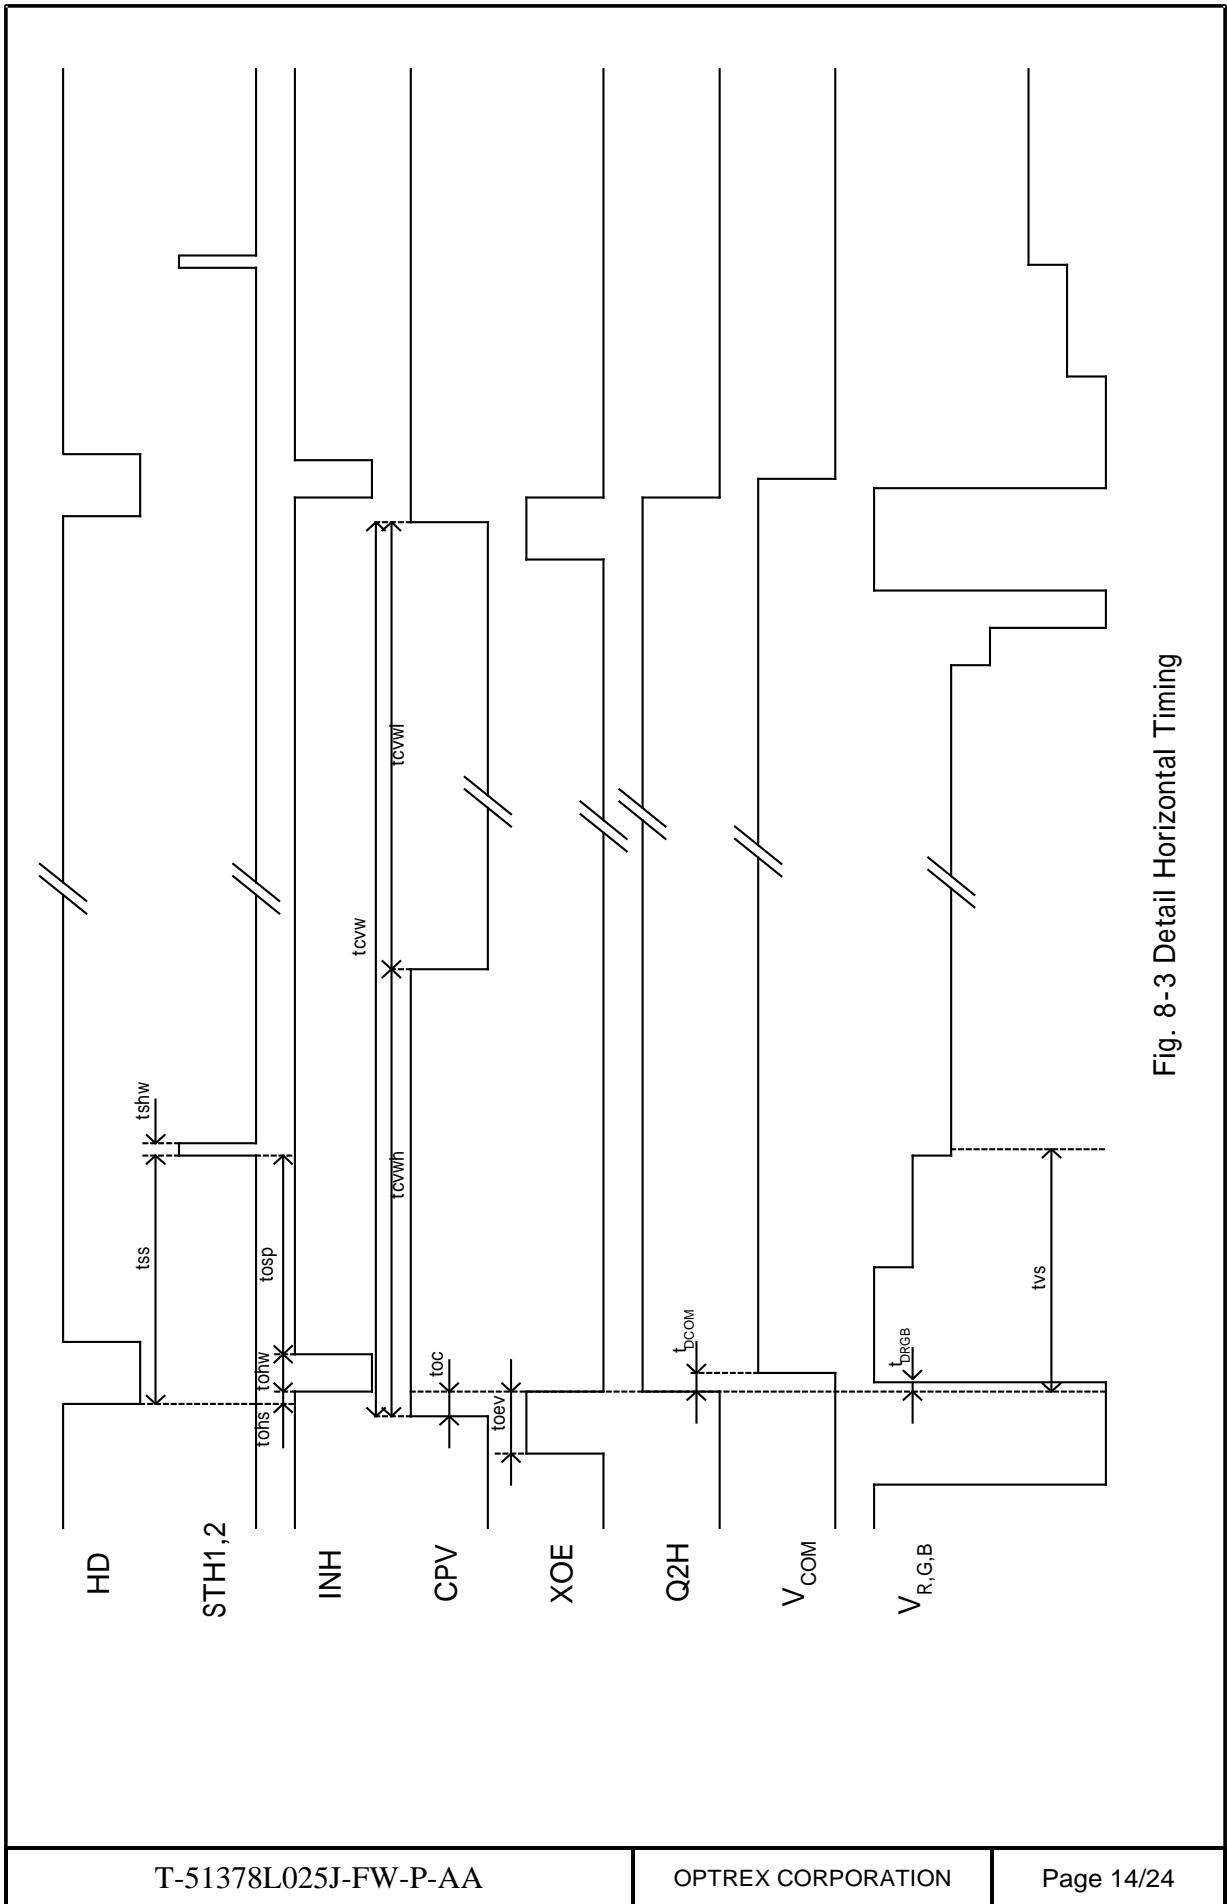 HD
STH1,2
INH
CPV
XOE
Q2H
VCOM
VR,G,B
tss
tshw
tohs
tohw
tosp
tcvw
tcvwh
tcvwl
toc
toev
tDCOM
tDRGB
tvs
Fig. 8-3 Detail Horizontal Timing
T-51378L025J-FW-P-AA
OPTREX CORPORATION
Page 14/24